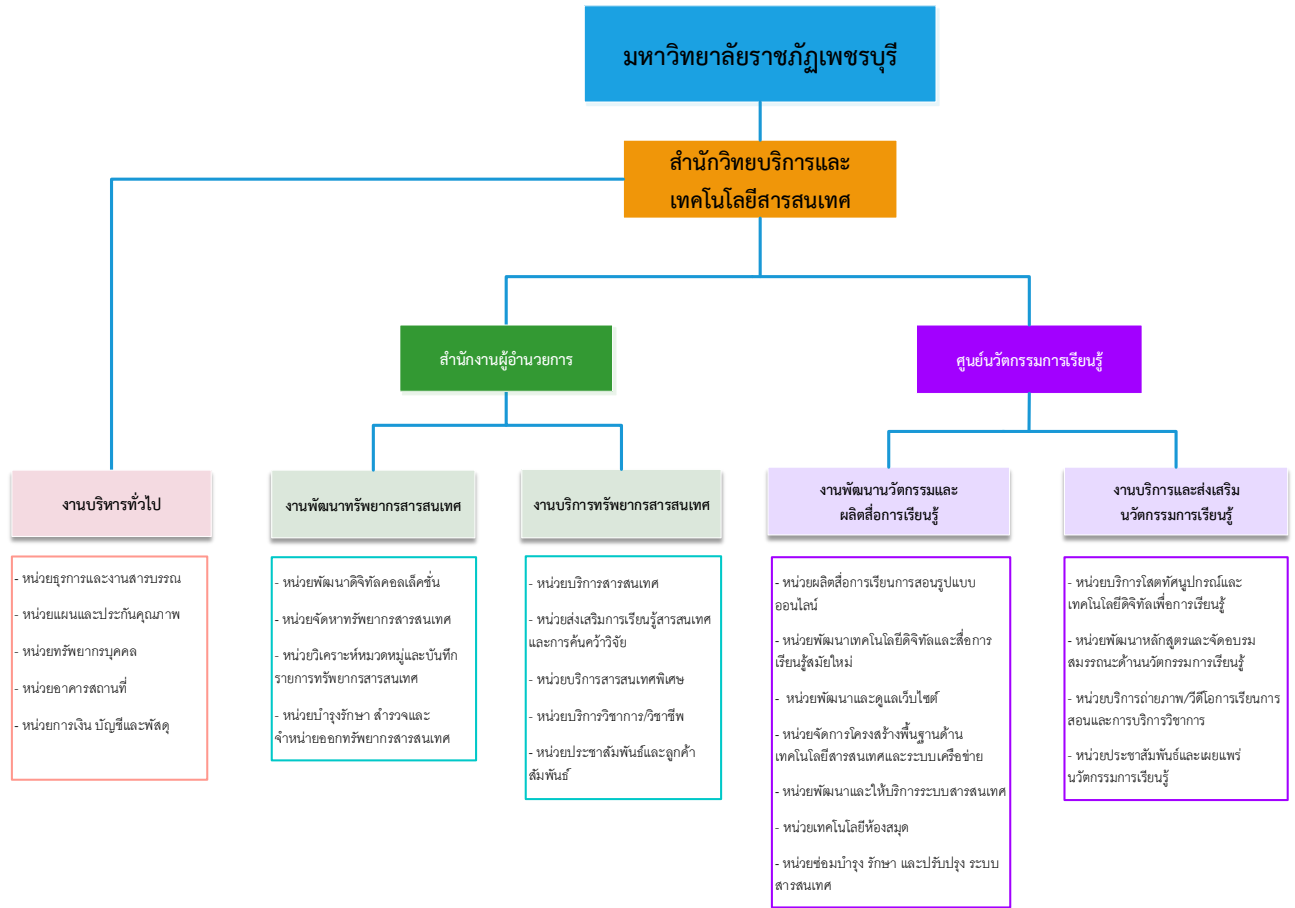 มหาวิทยาลัยราชภัฏเพชรบุรี
สำนักวิทยบริการและ
เทคโนโลยีสารสนเทศ
สำนักงานผู้อำนวยการ
ศูนย์นวัตกรรมการเรียนรู้
งานบริหารทั่วไป
- หน่วยธุรการและงานสารบรรณ
- หน่วยแผนและประกันคุณภาพ
- หน่วยทรัพยากรบุคคล
- หน่วยอาคารสถานที่
- หน่วยการเงิน บัญชีและพัสดุ
งานพัฒนาทรัพยากรสารสนเทศ
- หน่วยพัฒนาดิจิทัลคอลเล็คชั่น
- หน่วยจัดหาทรัพยากรสารสนเทศ
- หน่วยวิเคราะห์หมวดหมู่และบันทึก
รายการทรัพยากรสารสนเทศ
- หน่วยบำรุงรักษา สำรวจและ
จำหน่ายออกทรัพยากรสารสนเทศ
งานบริการทรัพยากรสารสนเทศ
- หน่วยบริการสารสนเทศ
- หน่วยส่งเสริมการเรียนรู้สารสนเทศ
และการค้นคว้าวิจัย
- หน่วยบริการสารสนเทศพิเศษ
- หน่วยบริการวิชาการ/วิชาชีพ
- หน่วยประชาสัมพันธ์และลูกค้า
สัมพันธ์
งานพัฒนานวัตกรรมและ
ผลิตสื่อการเรียนรู้
- หน่วยผลิตสื่อการเรียนการสอนรูปแบบ
ออนไลน์
- หน่วยพัฒนาเทคโนโลยีดิจิทัลและสื่อการ
เรียนรู้สมัยใหม่
- หน่วยพัฒนาและดูแลเว็บไซต์
- หน่วยจัดการโครงสร้างพื้นฐานด้าน
เทคโนโลยีสารสนเทศและระบบเครือข่าย
- หน่วยพัฒนาและให้บริการระบบสารสนเทศ
- หน่วยเทคโนโลยีห้องสมุด
- หน่วยซ่อมบำรุง รักษา และปรับปรุง ระบบ
สารสนเทศ
งานบริการและส่งเสริม
นวัตกรรมการเรียนรู้
- หน่วยบริการโสตทัศนูปกรณ์และ
เทคโนโลยีดิจิทัลเพื่อการเรียนรู้
- หน่วยพัฒนาหลักสูตรและจัดอบรม
สมรรถนะด้านนวัตกรรมการเรียนรู้
- หน่วยบริการถ่ายภาพ/วีดีโอการเรียนการ
สอนและการบริการวิชาการ
- หน่วยประชาสัมพันธ์และเผยแพร่
นวัตกรรมการเรียนรู้